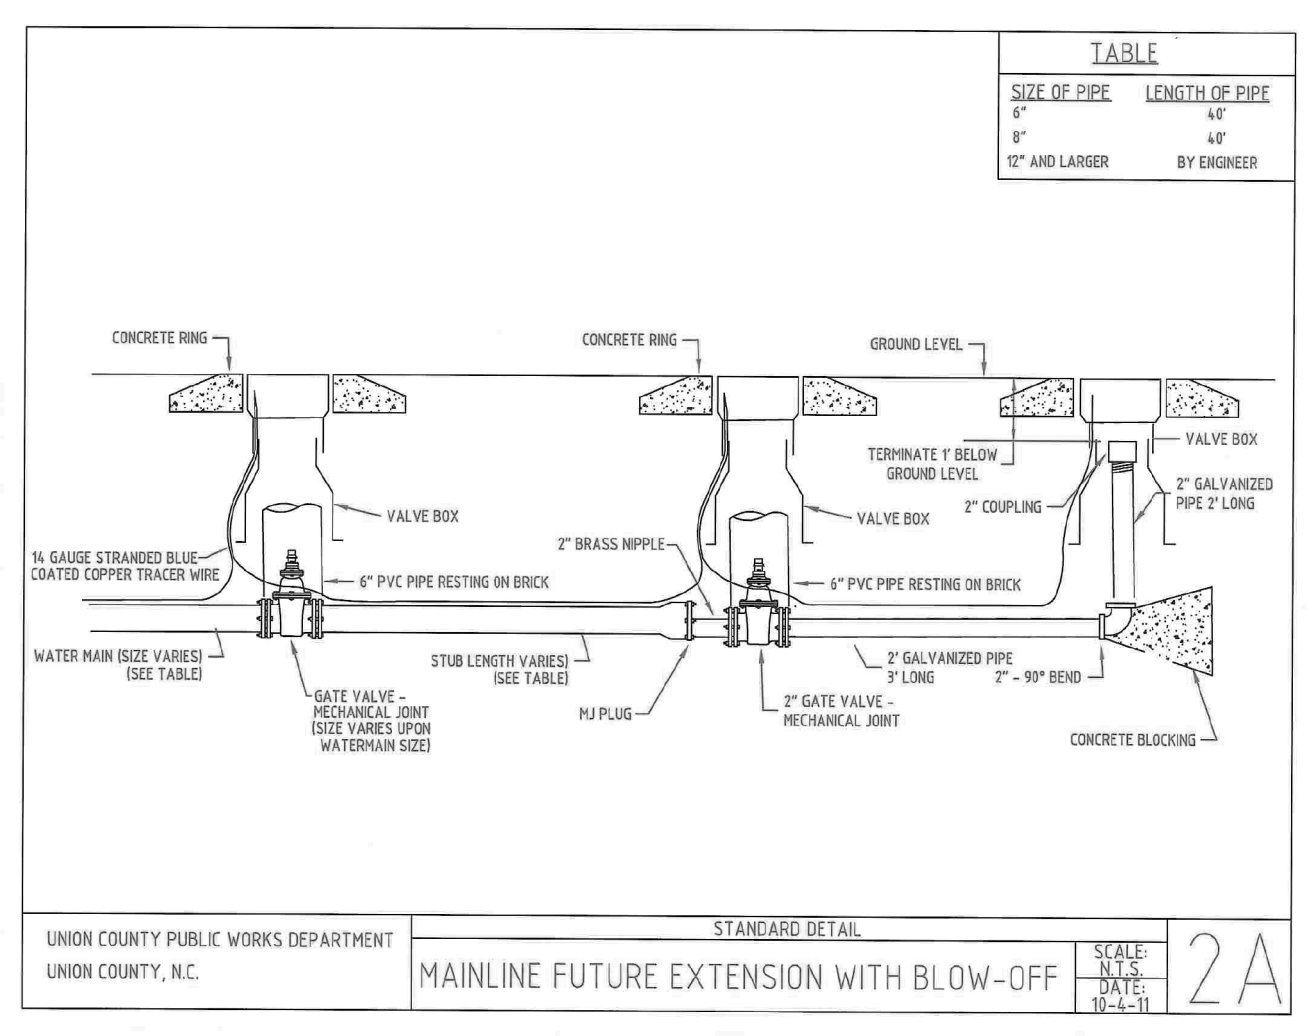 TABLE
SIZE OF PIPE LENGTH OF PIPE
6" 40'
8" 40'
12" AND LARGER BY ENGINEER
CONCRETE RING
CONCRETE RING
GROUND LEVEL
VALVE BOX
TERMINATE 1' BELOW
GROUND LEVEL
2" GALVANIZED
PIPE 2' LONG
2" COUPLING
VALVE BOX
VALVE BOX
2" BRASS NIPPLE
14 GAUGE STRANDED BLUE
COATED COPPER TRACER WIRE
6" PVC PIPE RESTING ON BRICK
6" PVC PIPE RESTING ON BRICK
WATER MAIN (SIZE VARIES)
(SEE TABLE)
STUB LENGTH VARIES)
(SEE TABLE)
2' GALVANIZED PIPE
3' LONG
2" - 90° BEND
GATE VALVE -
MECHANICAL JOINT
(SIZE VARIES UPON
WATERMAIN SIZE)
MJ PLUG
2" GATE VALVE -
MECHANICAL JOINT
CONCRETE BLOCKING
UNION COUNTY PUBLIC WORKS DEPARTMENT
UNION COUNTY, N.C.
STANDARD DETAIL
MAINLINE FUTURE EXTENSION WITH BLOW-OFF
SCALE:
N.T.S.
DATE:
10-4-11
2A